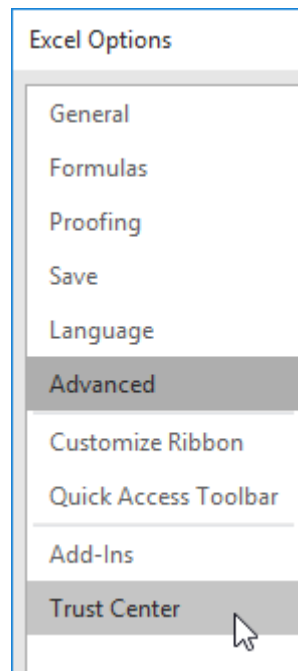 Excel Options
General
Formulas
Proofing
Save
Language
Advanced
Customize Ribbon
Quick Access Toolbar
Add-Ins
Trust Center